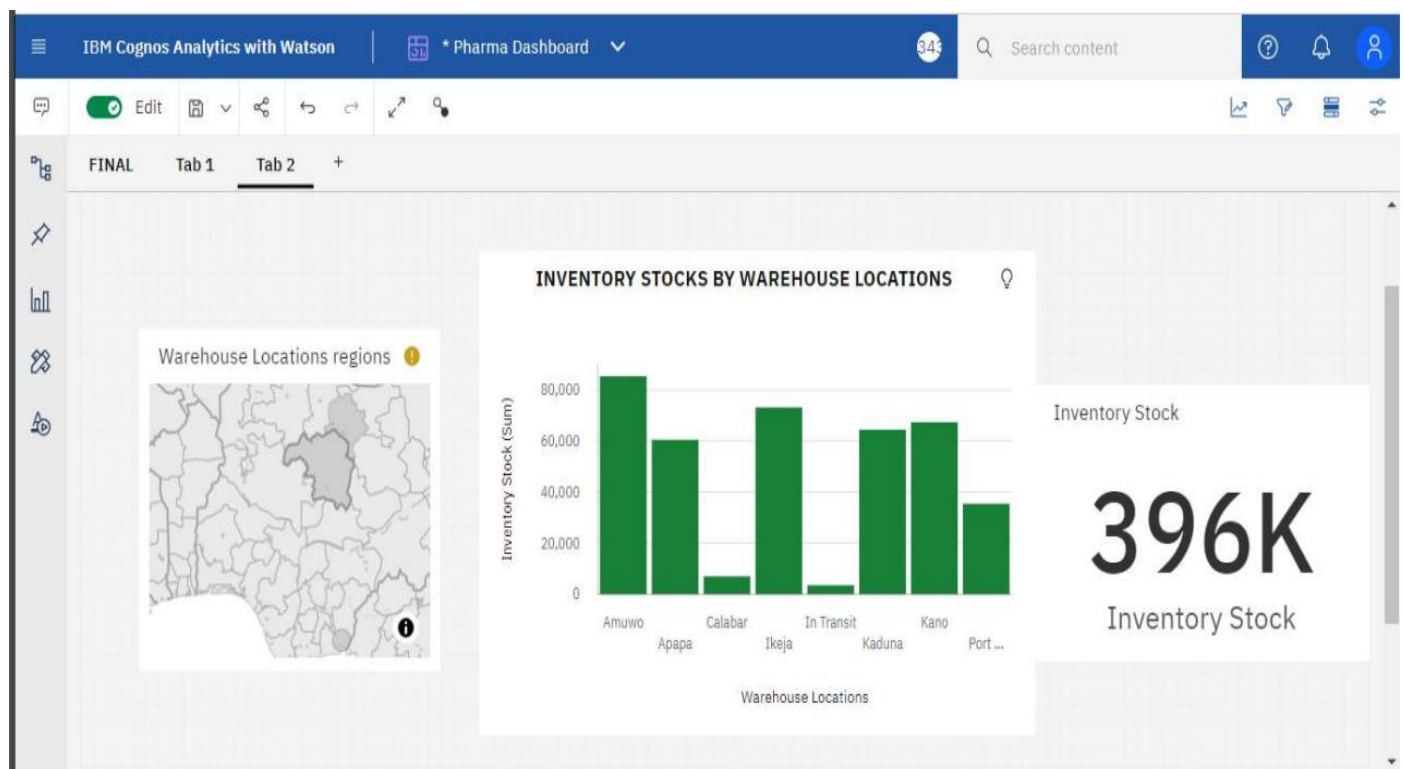 IBM Cognos Analytics with Watson
* Pharma Dashboard
343
Search content
Edit
FINAL Tab 1 Tab 2 +
INVENTORY STOCKS BY WAREHOUSE LOCATIONS
Warehouse Locations regions
Inventory Stock (Sum)
80,000
60,000
40,000
20,000
0
Amuwo Calabar In Transit Kano
Apapa Ikeja Kaduna Port ...
Warehouse Locations
Inventory Stock
396K
Inventory Stock